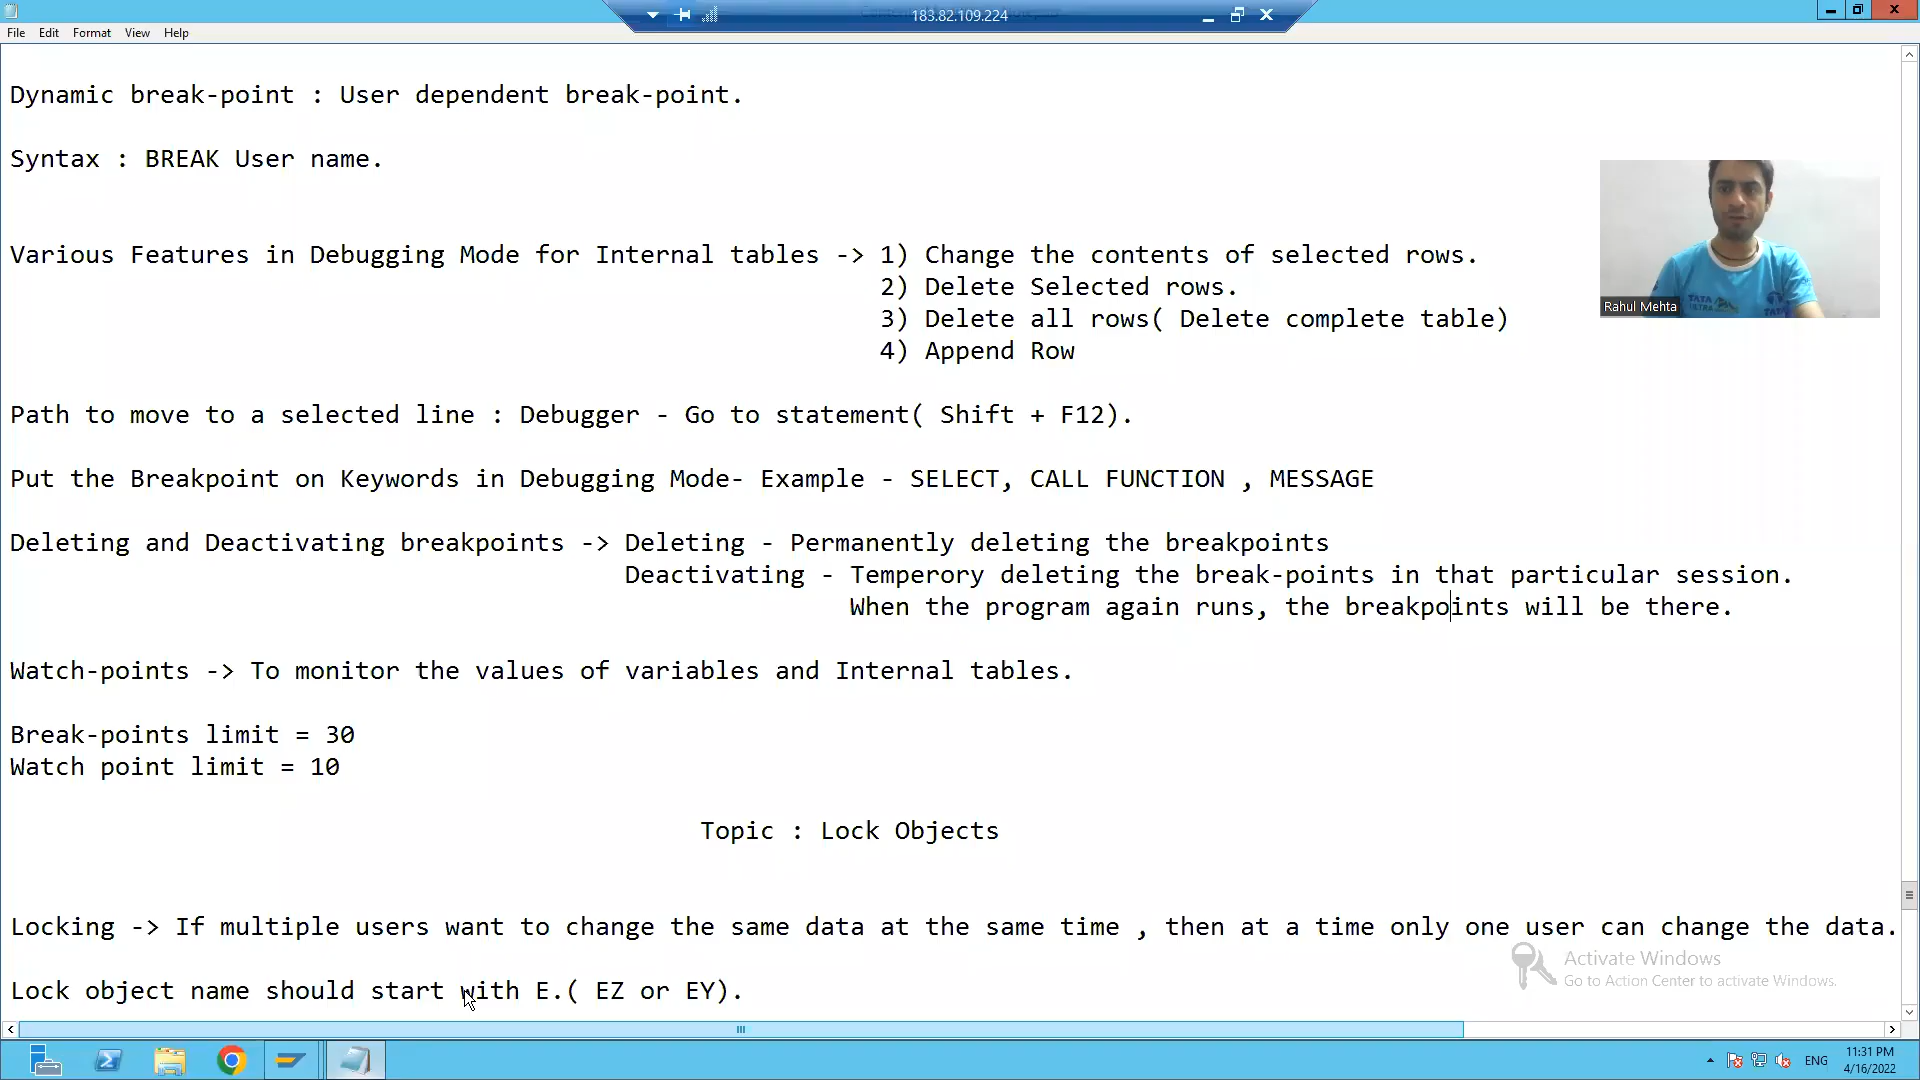 183.82.109.224
File Edit Format View Help
Dynamic break-point : User dependent break-point.
Syntax : BREAK User name.
Various Features in Debugging Mode for Internal tables -> 1) Change the contents of selected rows.
2) Delete Selected rows.
3) Delete all rows( Delete complete table)
4) Append Row
Rahul Mehta
Path to move to a selected line : Debugger - Go to statement( Shift + F12).
Put the Breakpoint on Keywords in Debugging Mode- Example - SELECT, CALL FUNCTION , MESSAGE
Deleting and Deactivating breakpoints -> Deleting - Permanently deleting the breakpoints
Deactivating - Temperory deleting the break-points in that particular session.
When the program again runs, the breakpoints will be there.
Watch-points -> To monitor the values of variables and Internal tables.
Break-points limit = 30
Watch point limit = 10
Topic : Lock Objects
Locking -> If multiple users want to change the same data at the same time , then at a time only one user can change the data.
Activate Windows
Go to Action Center to activate Windows.
Lock object name should start with E.( EZ or EY).
ENG
11:31 PM
4/16/2022